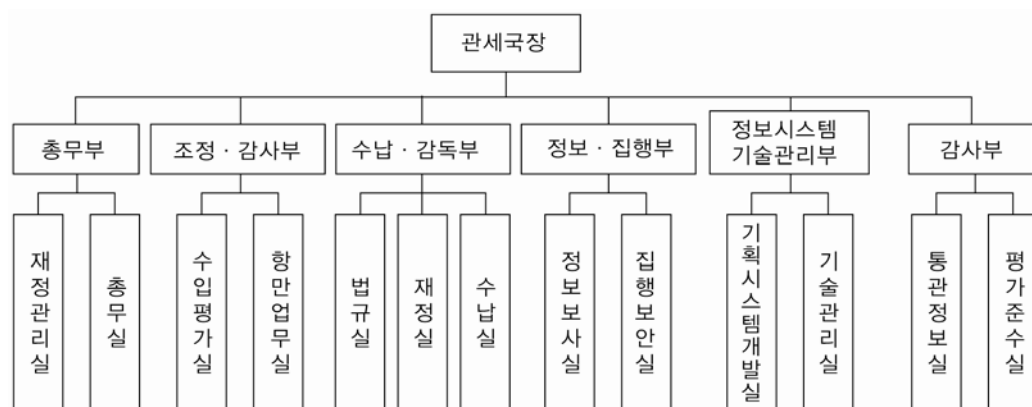 관세국장
총무부
조정 · 감사부
수납 · 감독부
정보 · 집행부
정보시스템
기술관리부
감사부
재정관리실
총무실
수입평가실
항만업무실
법규실
재정실
수납실
정보보사실
집행보안실
기획시스템개발실
기술관리실
통관정보실
평가준수실